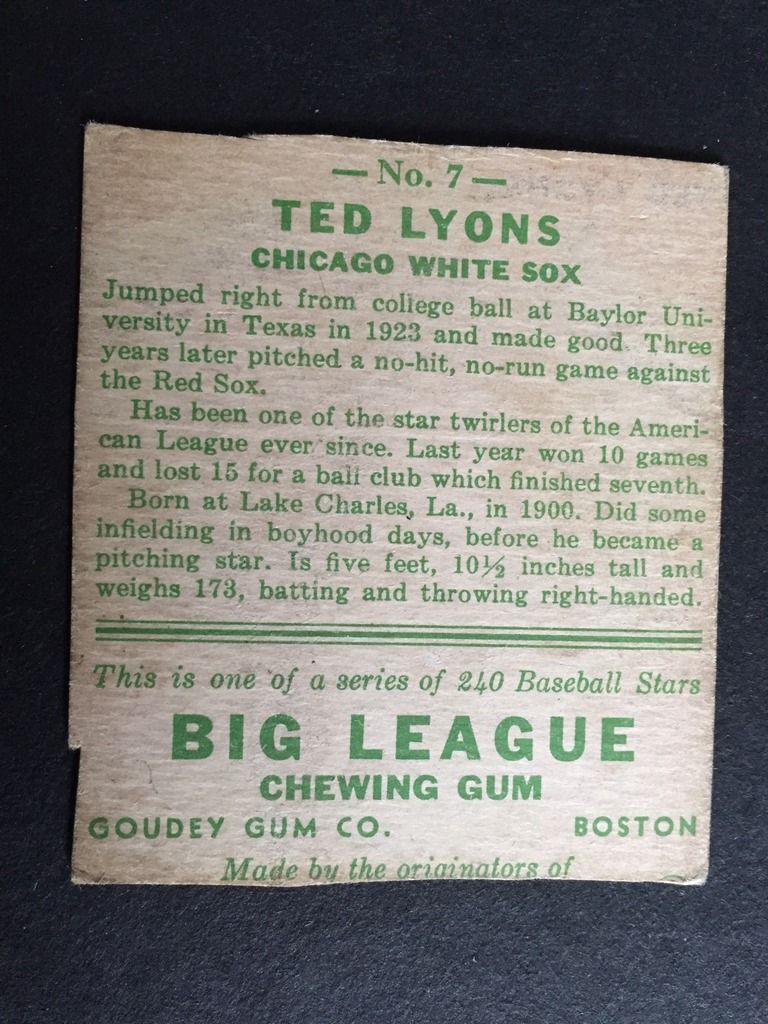 — No. 7 —
TED LYONS
CHICAGO WHITE SOX
Jumped right from college ball at Baylor Uni-
versity in Texas in 1923 and made good. Three
years later pitched a no-hit, no-run game against
the Red Sox.
Has been one of the star twirlers of the Ameri-
can League ever since. Last year won 10 games
and lost 15 for a ball club which finished seventh.
Born at Lake Charles, La., in 1900. Did some
infielding in boyhood days, before he became a
pitching star. Is five feet, 10½ inches tall and
weighs 173, batting and throwing right-handed.
This is one of a series of 240 Baseball Stars
BIG LEAGUE
CHEWING GUM
GOUDEY GUM CO. BOSTON
Made by the originators of